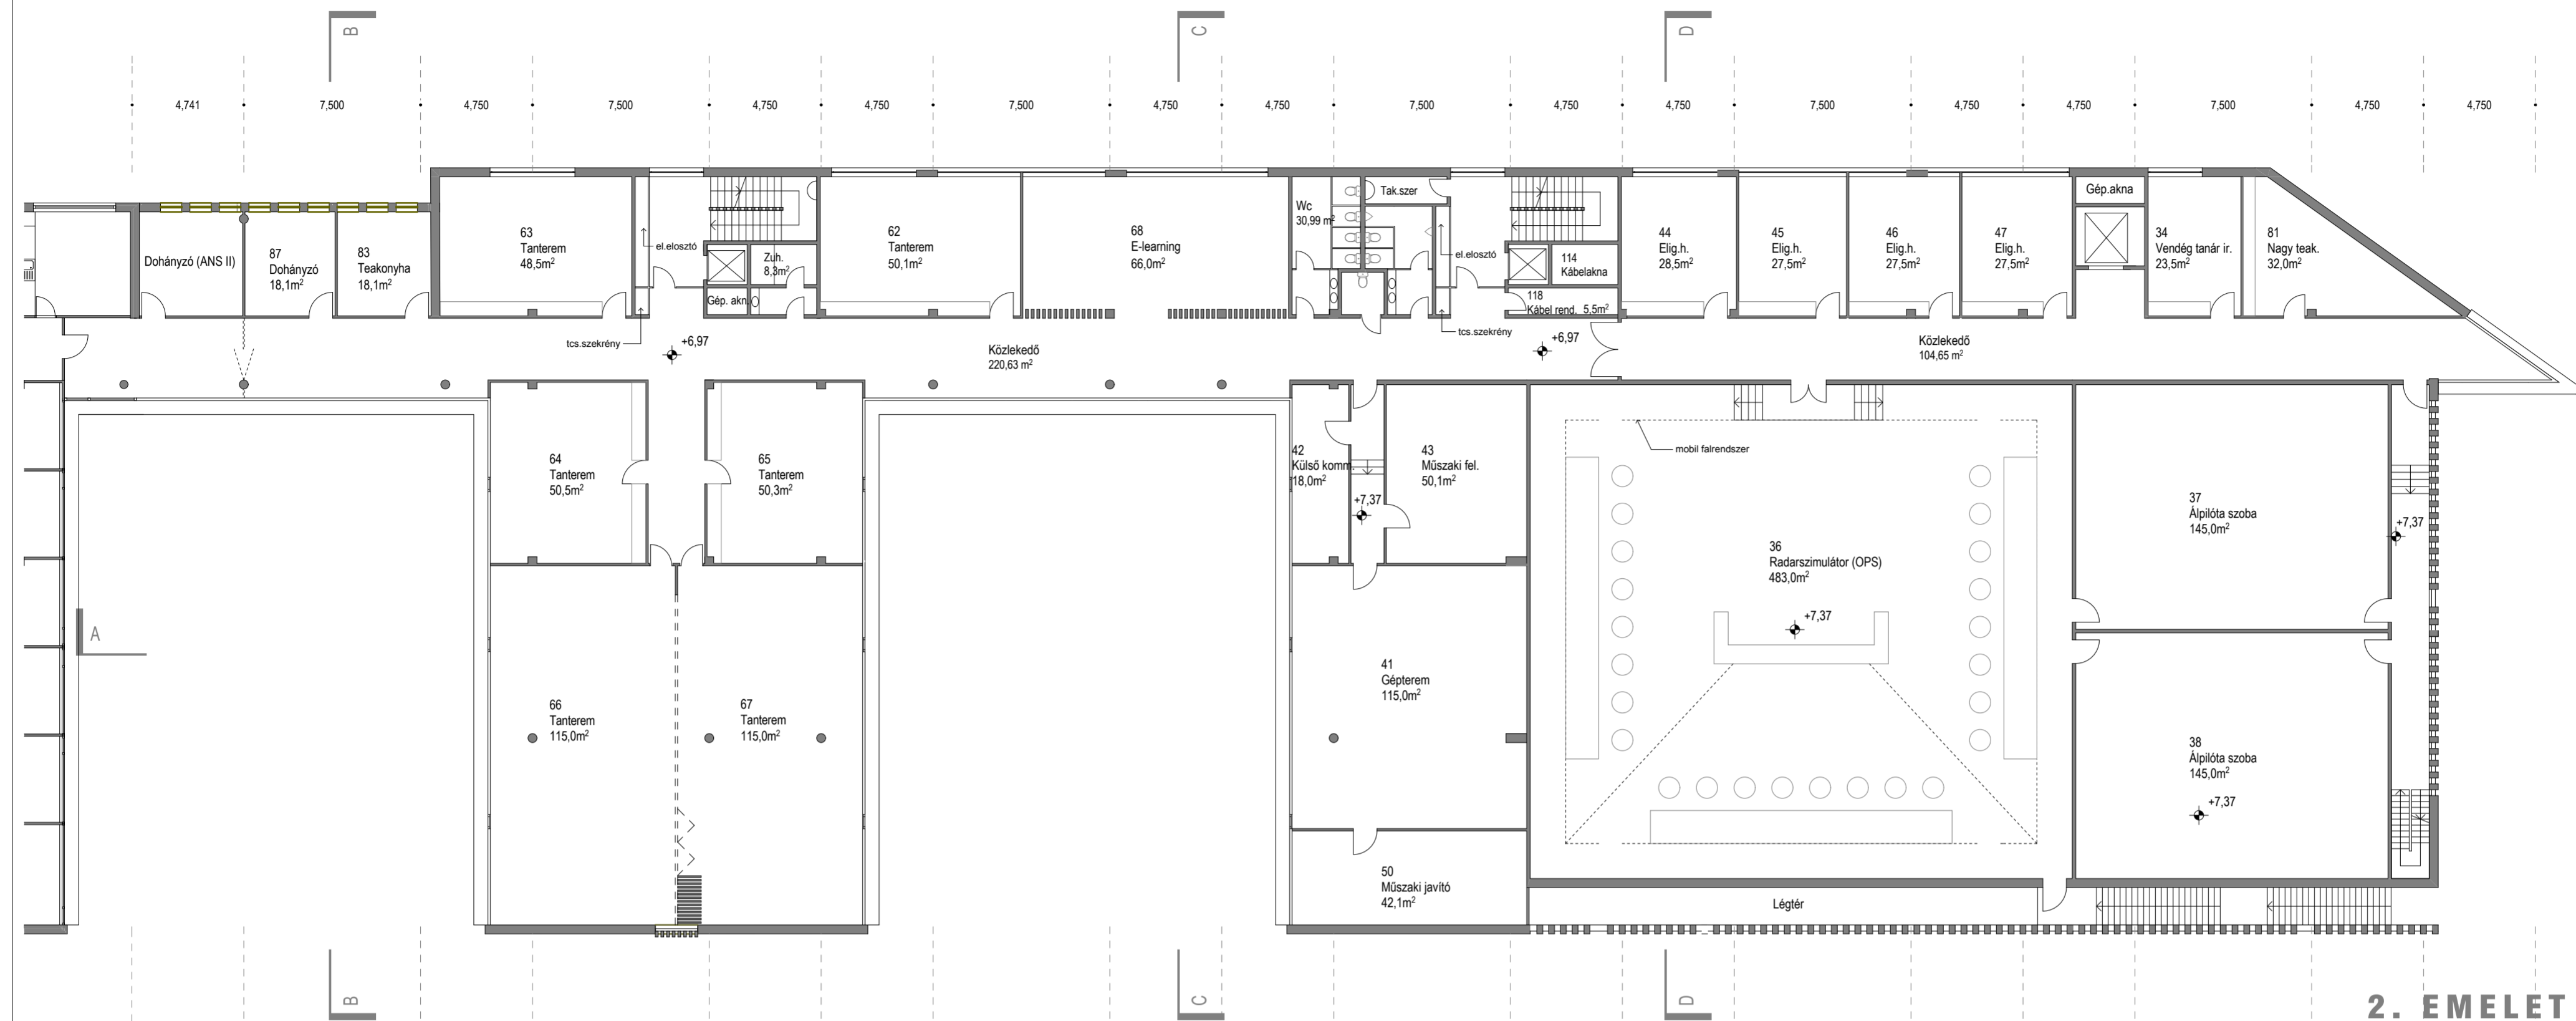 B
C
D
4,741
7,500
4,750
7,500
4,750
4,750
7,500
4,750
4,750
7,500
4,750
4,750
7,500
4,750
4,750
7,500
4,750
4,750
Dohányzó (ANS II)
87
Dohányzó
18,1m²
83
Teakonyha
18,1m²
63
Tanterem
48,5m²
el.elosztó
tcs.szekrény
Zuh.
8,3m²
Gép. akn.
62
Tanterem
50,1m²
68
E-learning
66,0m²
Wc
30,99 m²
Tak.szer
el.elosztó
tcs.szekrény
114
Kábelakna
118
Kábel rend. 5,5m²
44
Elig.h.
28,5m²
45
Elig.h.
27,5m²
46
Elig.h.
27,5m²
47
Elig.h.
27,5m²
Gép.akna
34
Vendég tanár ir.
23,5m²
81
Nagy teak.
32,0m²
+6,97
Közlekedő
220,63 m²
+6,97
Közlekedő
104,65 m²
64
Tanterem
50,5m²
65
Tanterem
50,3m²
42
Külső komm.
18,0m²
+7,37
43
Műszaki fel.
50,1m²
mobil falrendszer
36
Radarszimulátor (OPS)
483,0m²
+7,37
37
Álpilóta szoba
145,0m²
+7,37
A
66
Tanterem
115,0m²
67
Tanterem
115,0m²
41
Gépterem
115,0m²
38
Álpilóta szoba
145,0m²
+7,37
50
Műszaki javító
42,1m²
Légtér
B
C
D
2. EMELET